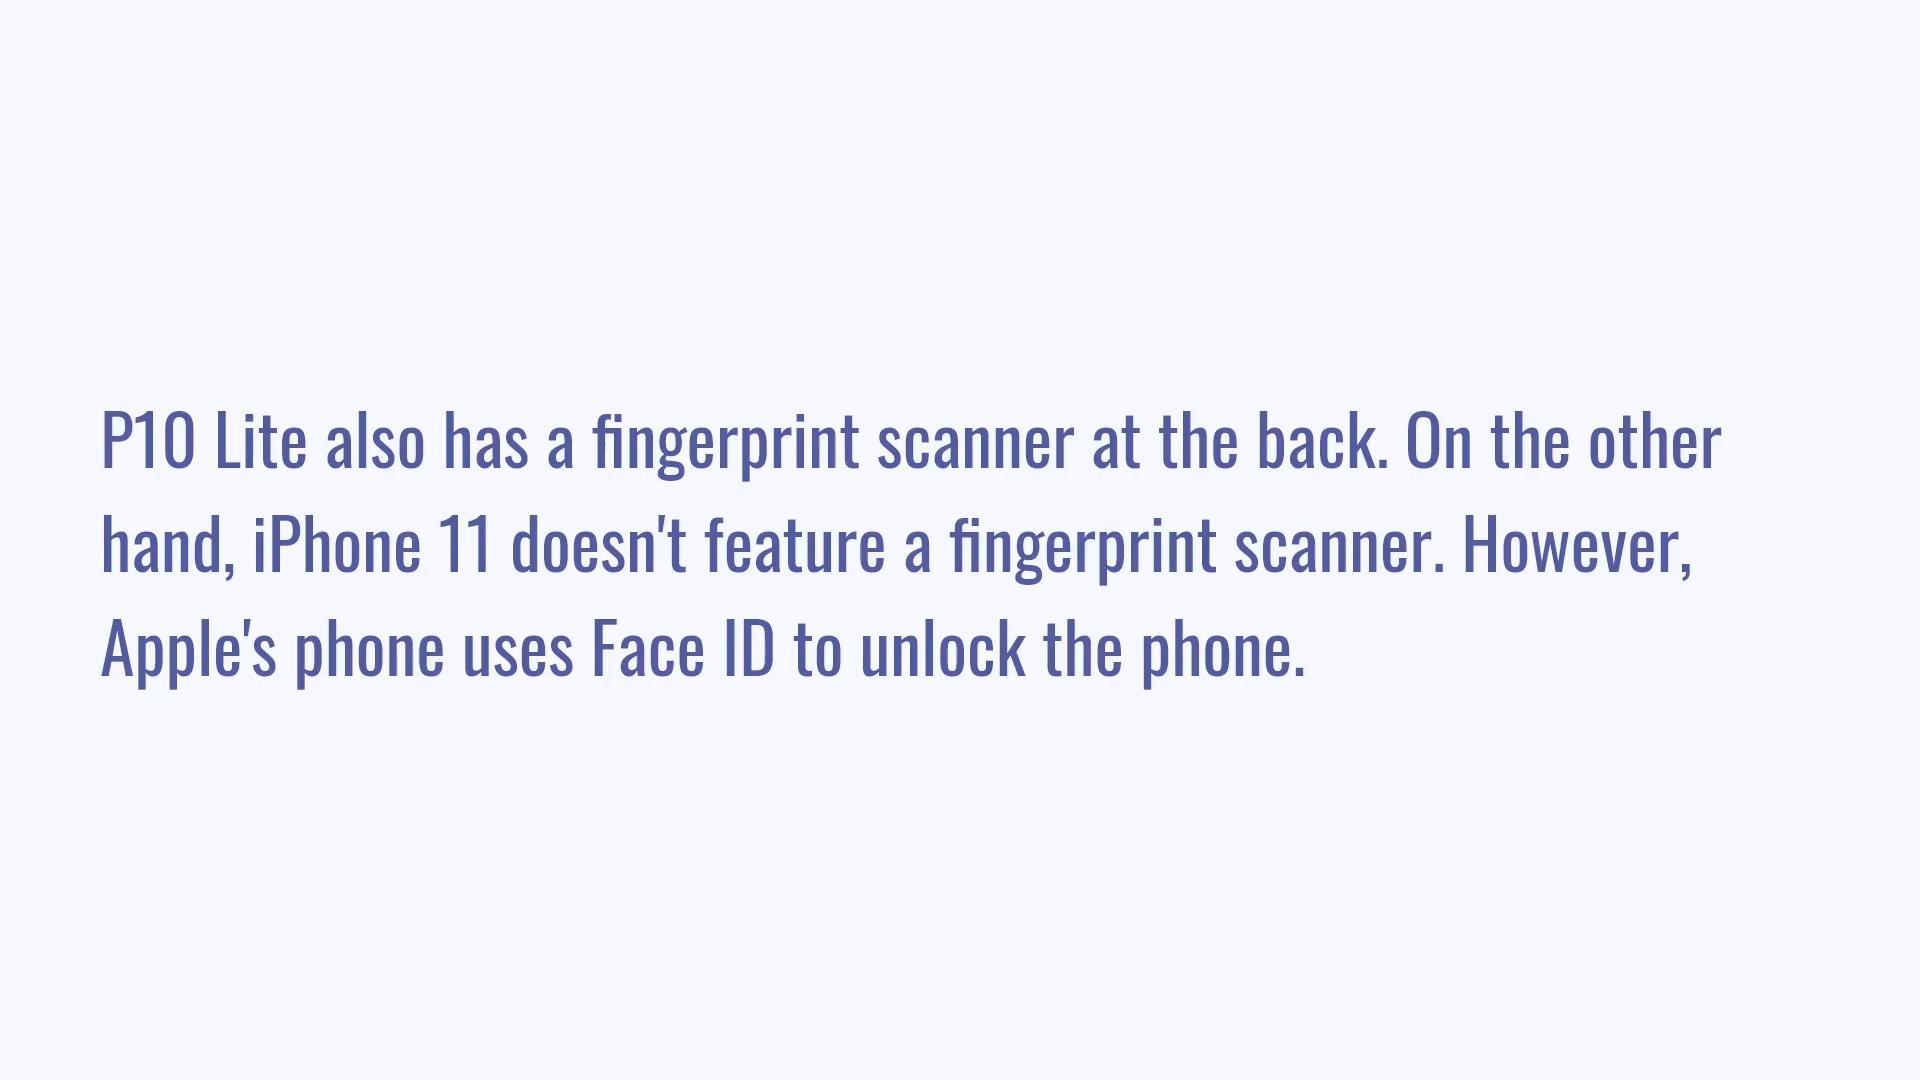 P10 Lite also has a fingerprint scanner at the back. On the other
hand, iPhone 11 doesn't feature a fingerprint scanner. However,
Apple's phone uses Face ID to unlock the phone.